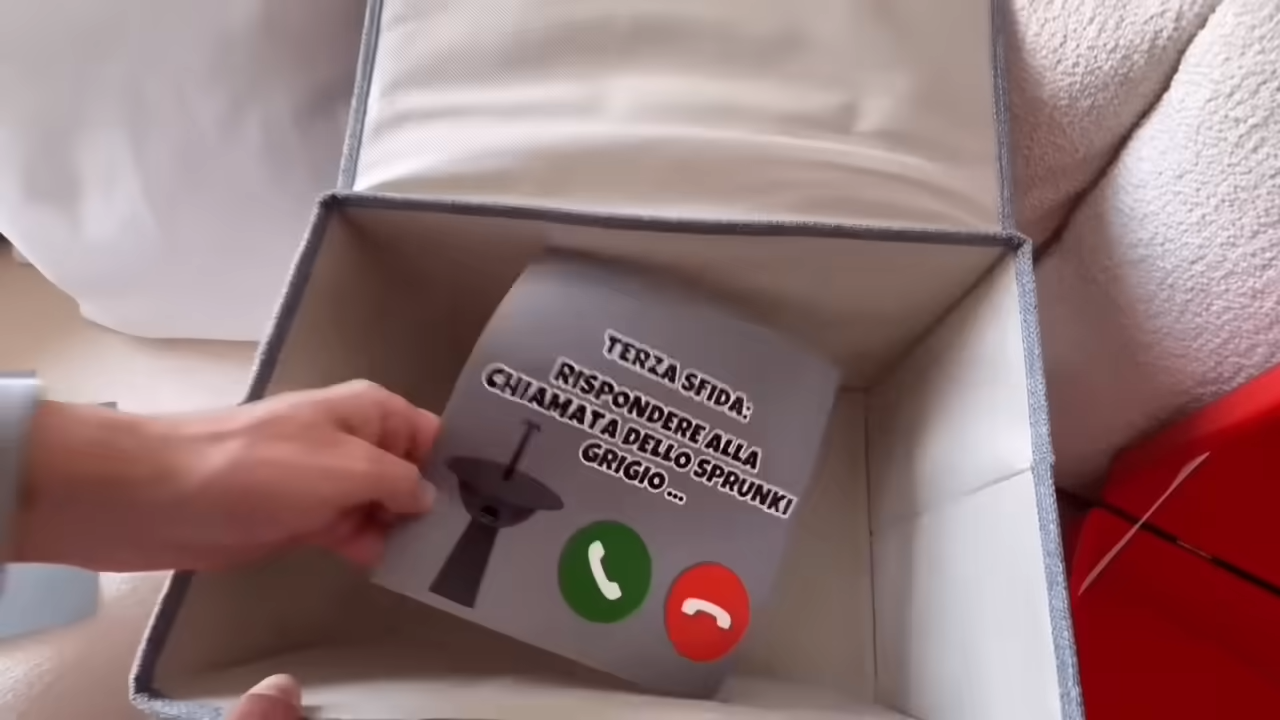 TERZA SFIDA:
RISPONDERE ALLA
CHIAMATA DELLO SPRUNKI
GRIGIO...